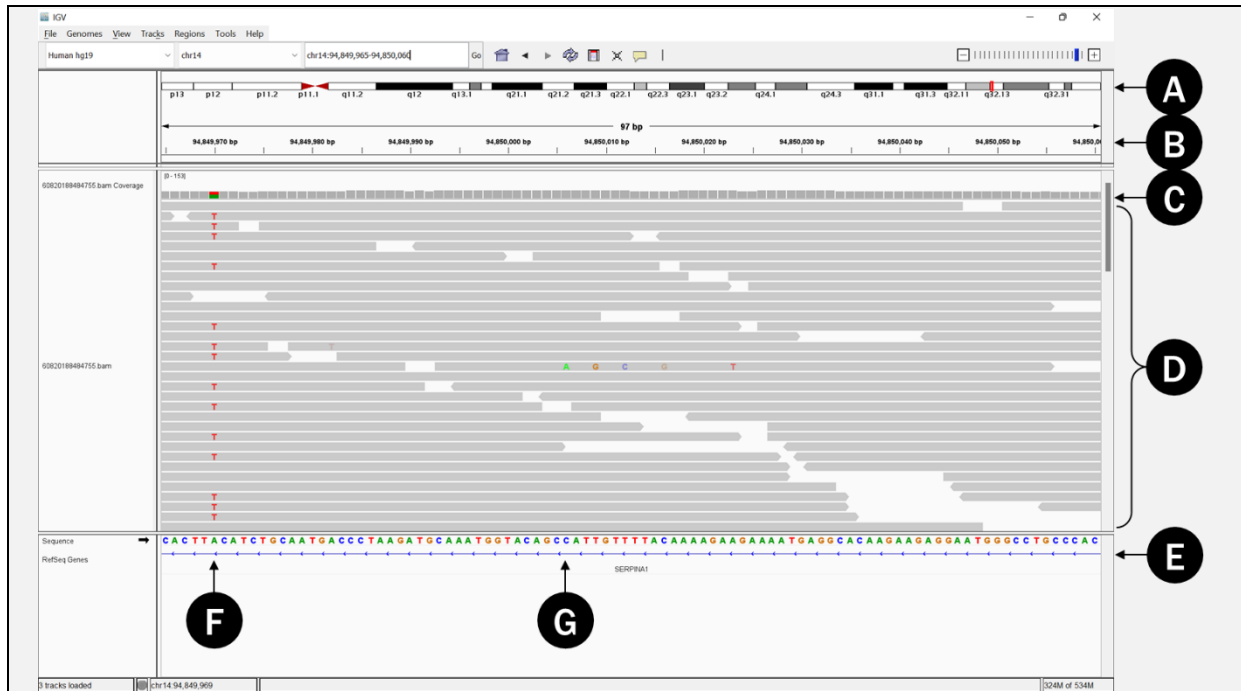 IGV
File Genomes View Tracks Regions Tools Help
Human hg19 chr14 chr14:94,849,965-94,850,060 Go
A
p13 p12 p11.2 p11.1 q11.2 q12 q13.1 q21.1 q21.2 q21.3 q22.1 q22.3 q23.1 q23.2 q24.1 q24.3 q31.1 q31.3 q32.11 q32.13 q32.31
97 bp
B
94,849,970 bp 94,849,980 bp 94,849,990 bp 94,850,000 bp 94,850,010 bp 94,850,020 bp 94,850,030 bp 94,850,040 bp 94,850,050 bp
[0 - 153]
60820188484755.bam Coverage
C
T
T
T
T
T
T T
T
60820188484755.bam A G C G T
D
T
T
T
T
T
T
T
Sequence CACTTACATCTGCAATGACCCTAAGATGCAAATGGTACAGCCATTGTTTTACAAAAGAAGAAAATGAGGCACAAGAAGAGGAATGGGCCTGCCCAC
RefSeq Genes
E
SERPINA1
F G
3 tracks loaded chr14:94,849,969 324M of 534M